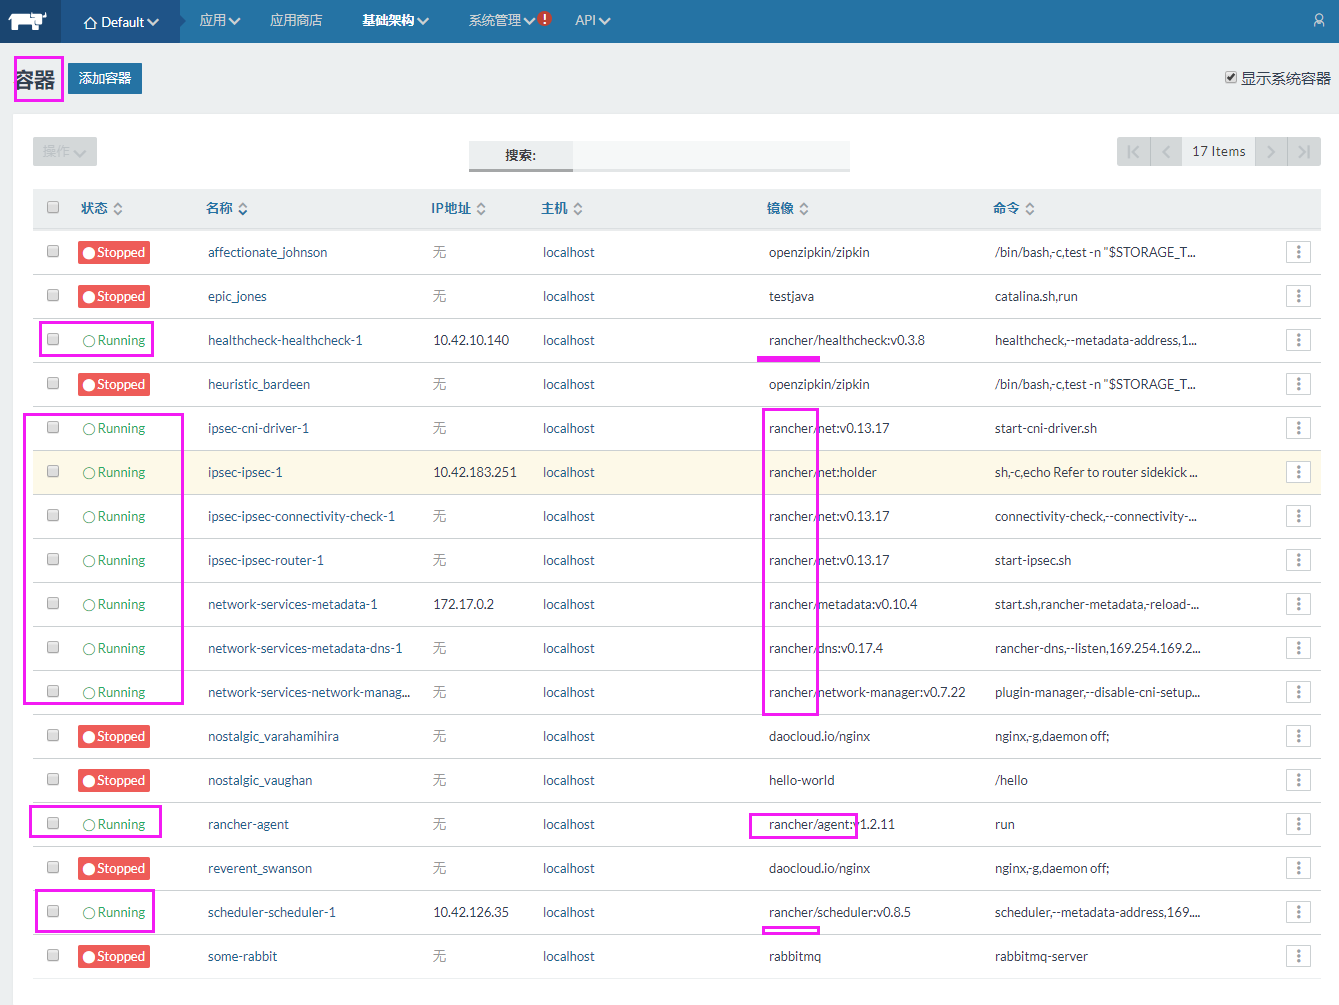 Default 应用 应用商店 基础架构 系统管理 ! API
容器 添加容器 显示系统容器
操作 搜索: 17 Items
状态 名称 IP地址 主机 镜像 命令
Stopped affectionate_johnson 无 localhost openzipkin/zipkin /bin/bash,-c,test -n "$STORAGE_T...
Stopped epic_jones 无 localhost testjava catalina.sh,run
Running healthcheck-healthcheck-1 10.42.10.140 localhost rancher/healthcheck:v0.3.8 healthcheck,--metadata-address,1...
Stopped heuristic_bardeen 无 localhost openzipkin/zipkin /bin/bash,-c,test -n "$STORAGE_T...
Running ipsec-cni-driver-1 无 localhost rancher/net:v0.13.17 start-cni-driver.sh
Running ipsec-ipsec-1 10.42.183.251 localhost rancher/net:holder sh,-c,echo Refer to router sidekick ...
Running ipsec-ipsec-connectivity-check-1 无 localhost rancher/net:v0.13.17 connectivity-check,--connectivity-...
Running ipsec-ipsec-router-1 无 localhost rancher/net:v0.13.17 start-ipsec.sh
Running network-services-metadata-1 172.17.0.2 localhost rancher/metadata:v0.10.4 start.sh,rancher-metadata,-reload-...
Running network-services-metadata-dns-1 无 localhost rancher/dns:v0.17.4 rancher-dns,--listen,169.254.169.2...
Running network-services-network-manag... 无 localhost rancher/network-manager:v0.7.22 plugin-manager,--disable-cni-setup...
Stopped nostalgic_varahamihira 无 localhost daocloud.io/nginx nginx,-g,daemon off;
Stopped nostalgic_vaughan 无 localhost hello-world /hello
Running rancher-agent 无 localhost rancher/agent:v1.2.11 run
Stopped reverent_swanson 无 localhost daocloud.io/nginx nginx,-g,daemon off;
Running scheduler-scheduler-1 10.42.126.35 localhost rancher/scheduler:v0.8.5 scheduler,--metadata-address,169....
Stopped some-rabbit 无 localhost rabbitmq rabbitmq-server